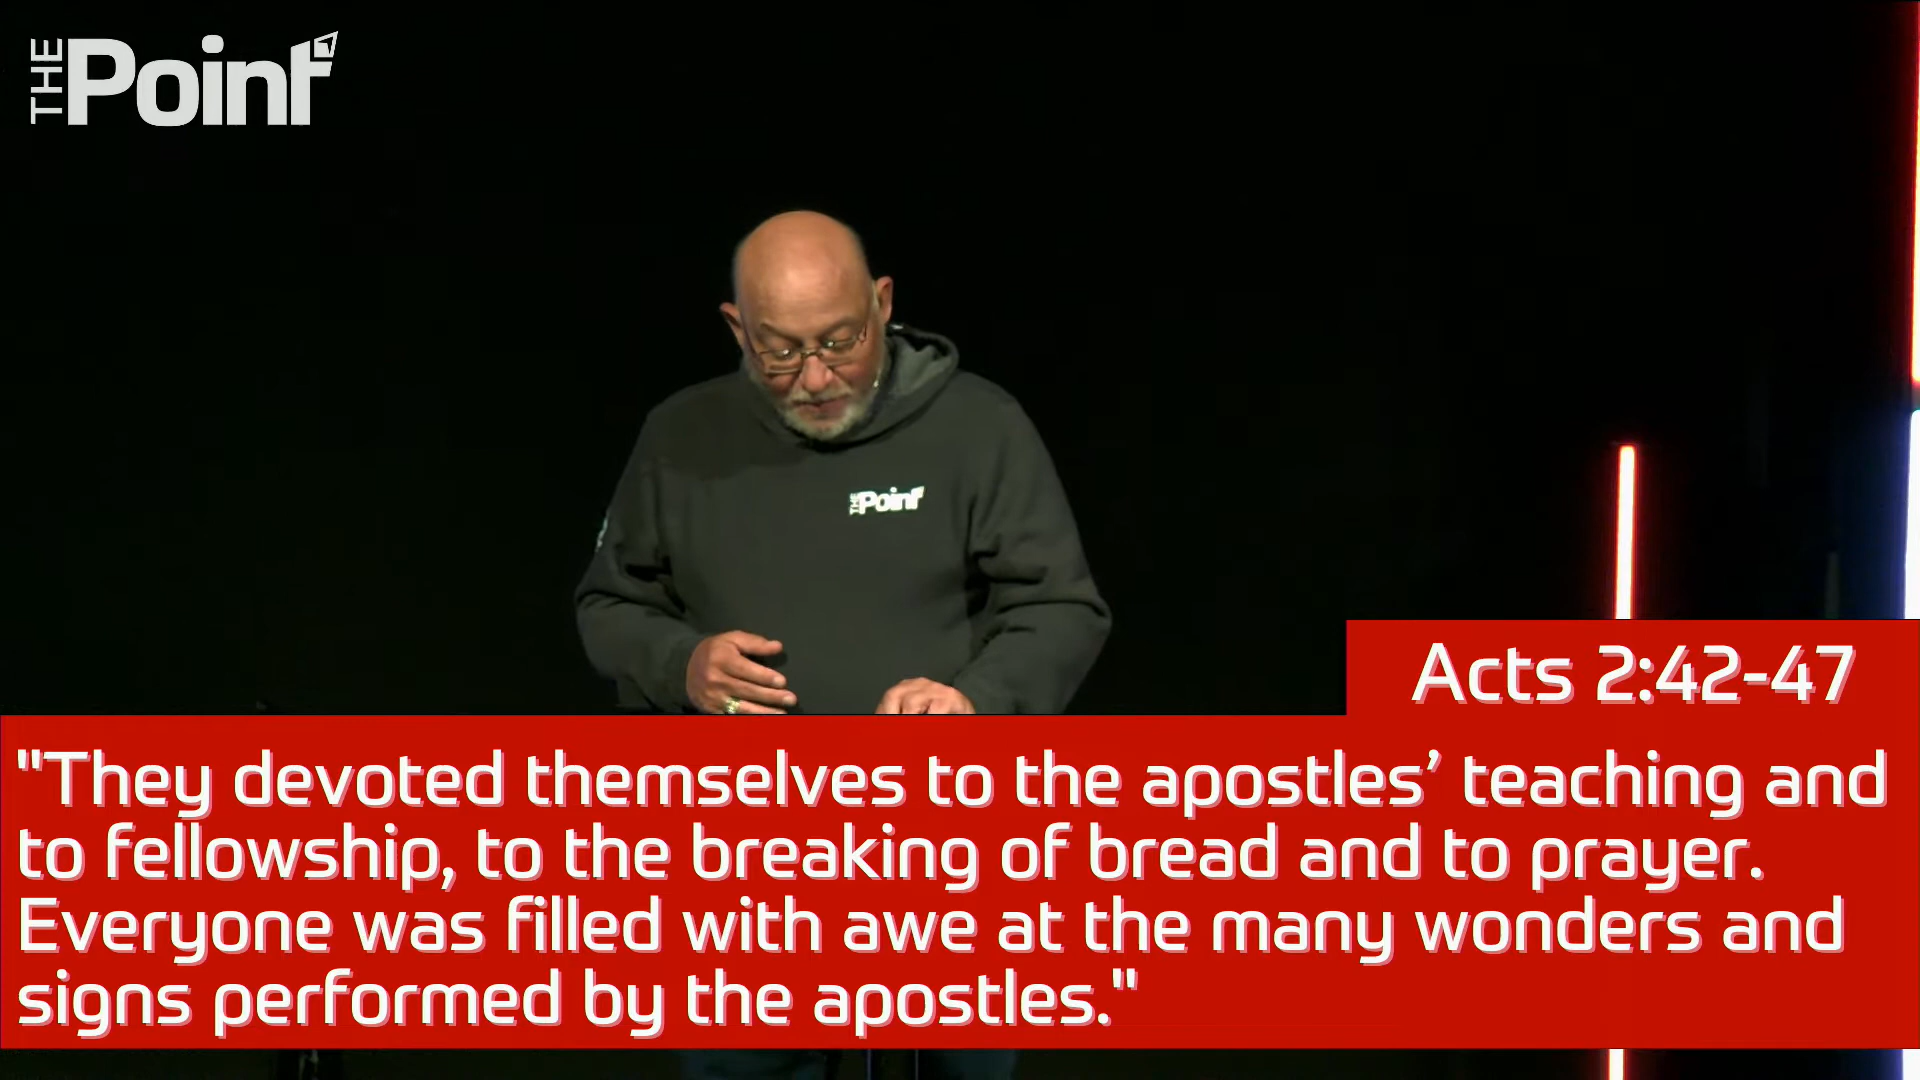 THE Point
THE Point
Acts 2:42-47
"They devoted themselves to the apostles’ teaching and
to fellowship, to the breaking of bread and to prayer.
Everyone was filled with awe at the many wonders and
signs performed by the apostles."